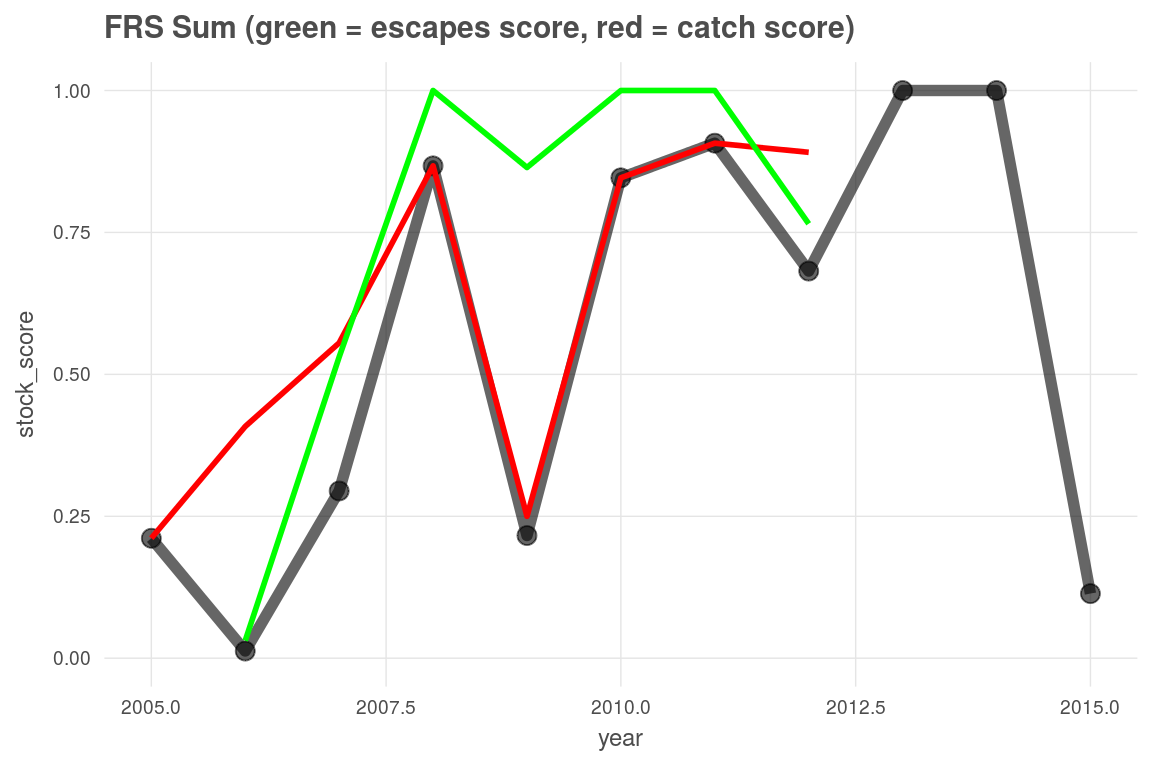 FRS Sum (green = escapes score, red = catch score)
stock_score
1.00
0.75
0.50
0.25
0.00
2005.0 2007.5 2010.0 2012.5 2015.0
year